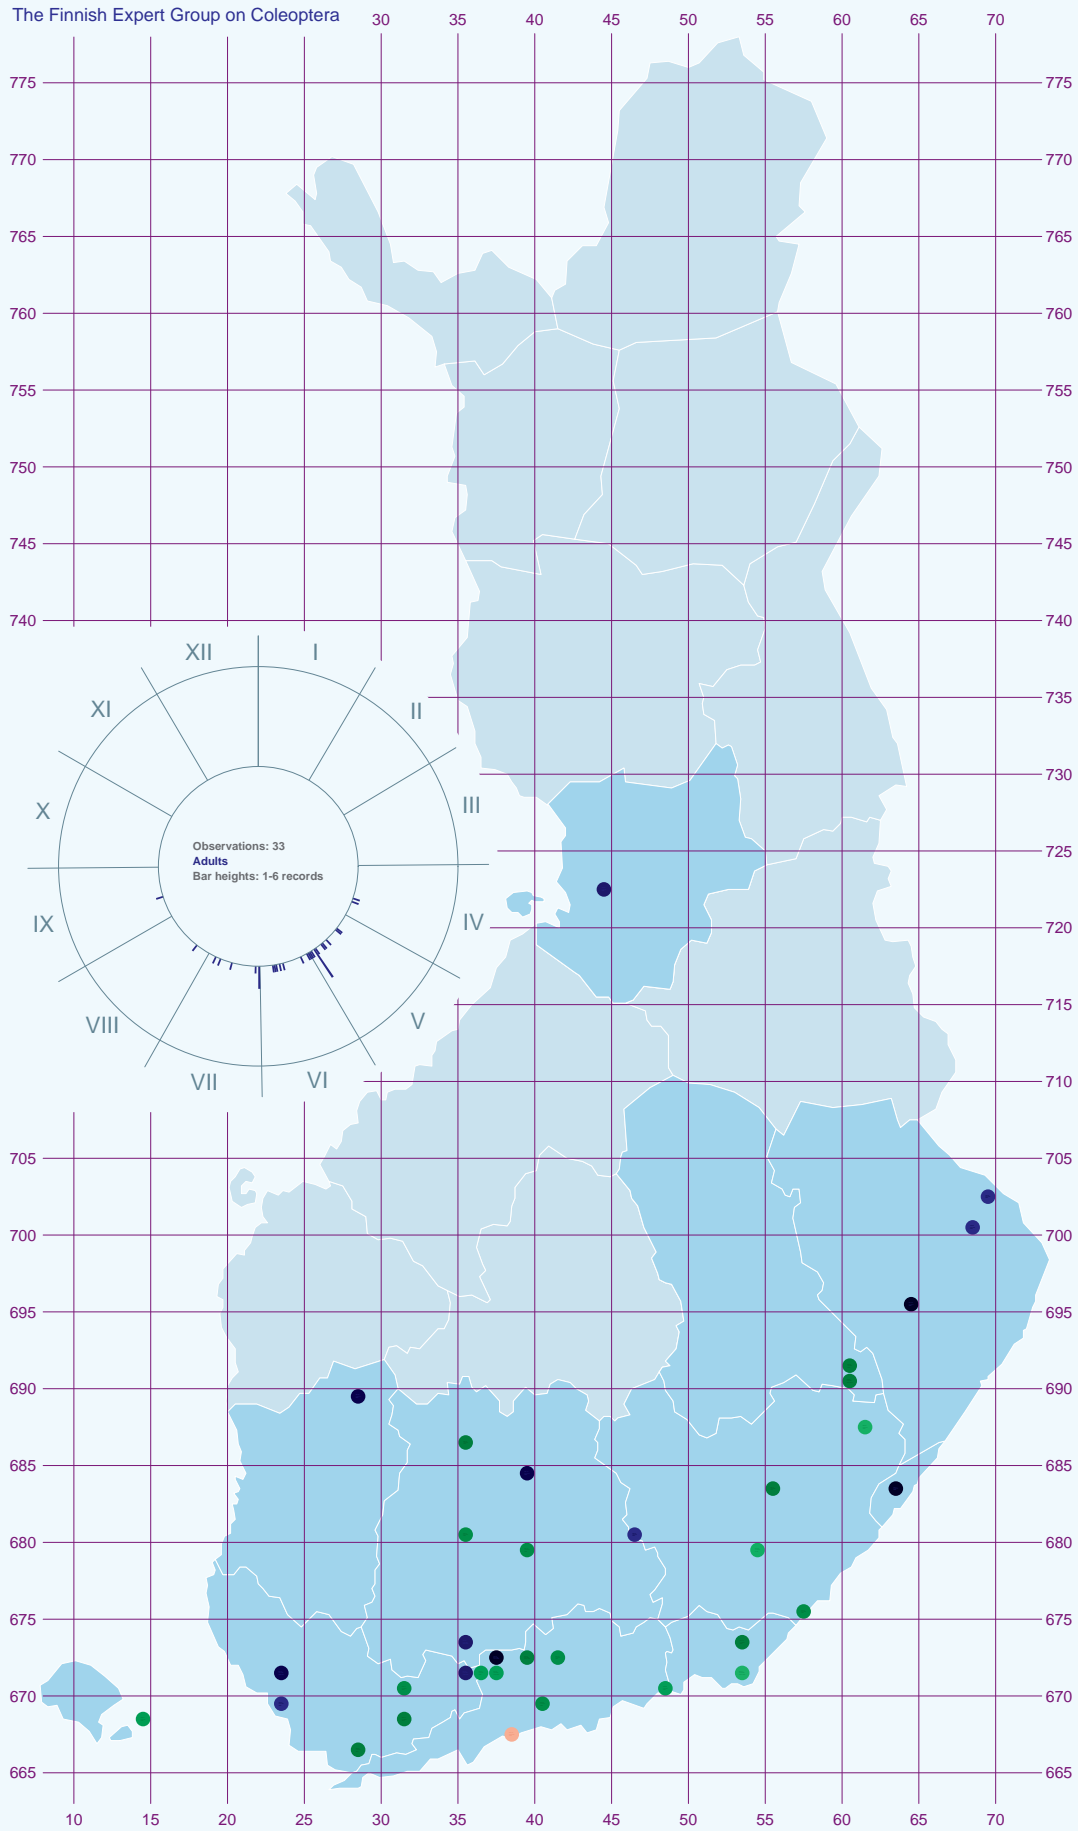 The Finnish Expert Group on Coleoptera
30 35 40 45 50 55 60 65 70
775 775
770 770
765 765
760 760
755 755
750 750
745 745
740 740
XII I
XI II
735
730
X III
725
Observations: 33
Adults
Bar heights: 1-6 records
IX IV
720
715
VIII V
VII VI
710
705 705
700 700
695 695
690 690
685 685
680 680
675 675
670 670
665 665
10 15 20 25 30 35 40 45 50 55 60 65 70